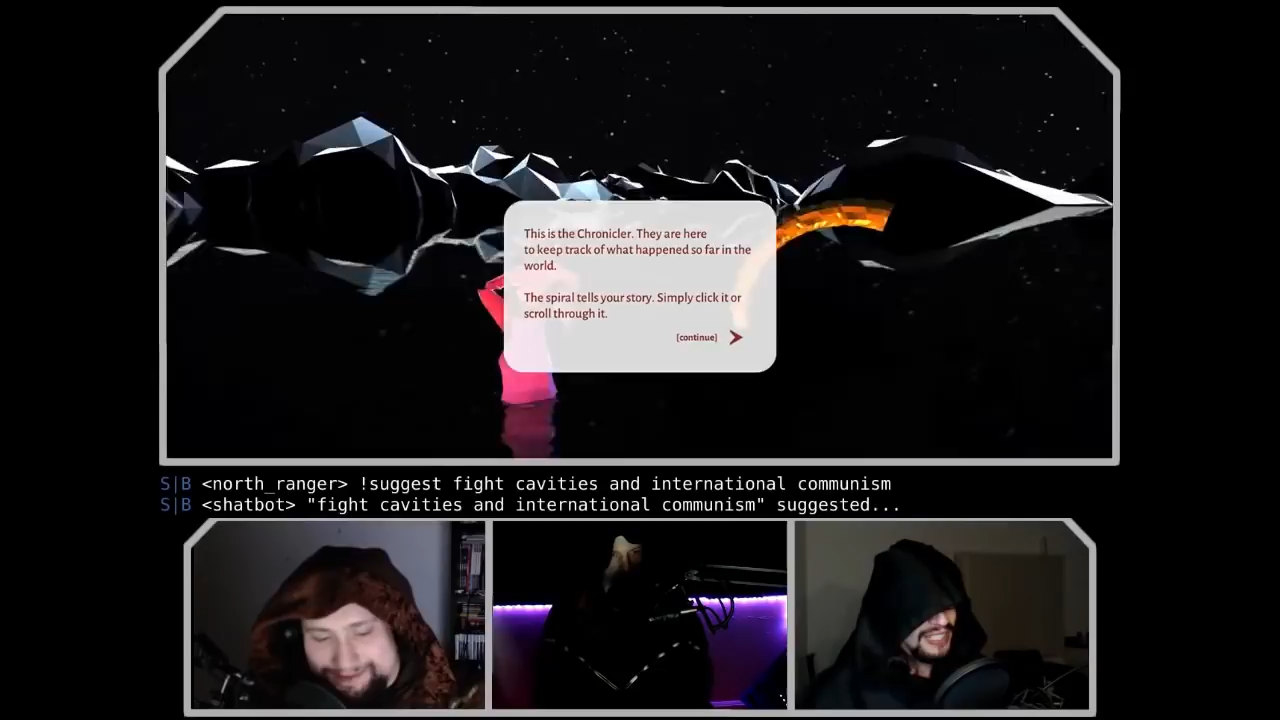 This is the Chronicler. They are here
to keep track of what happened so far in the
world.
The spiral tells your story. Simply click it or
scroll through it.
[continue]
S|B <north_ranger> !suggest fight cavities and international communism
S|B <shatbot> "fight cavities and international communism" suggested...